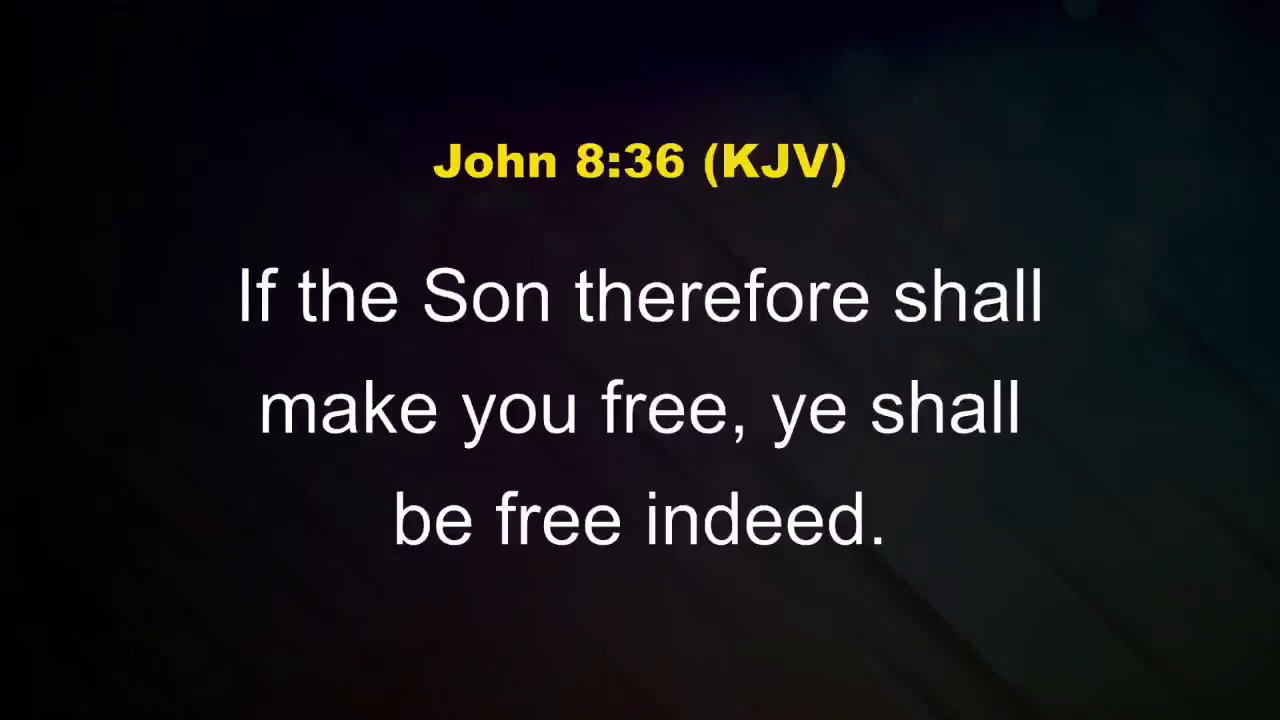 John 8:36 (KJV)
If the Son therefore shall
make you free, ye shall
be free indeed.